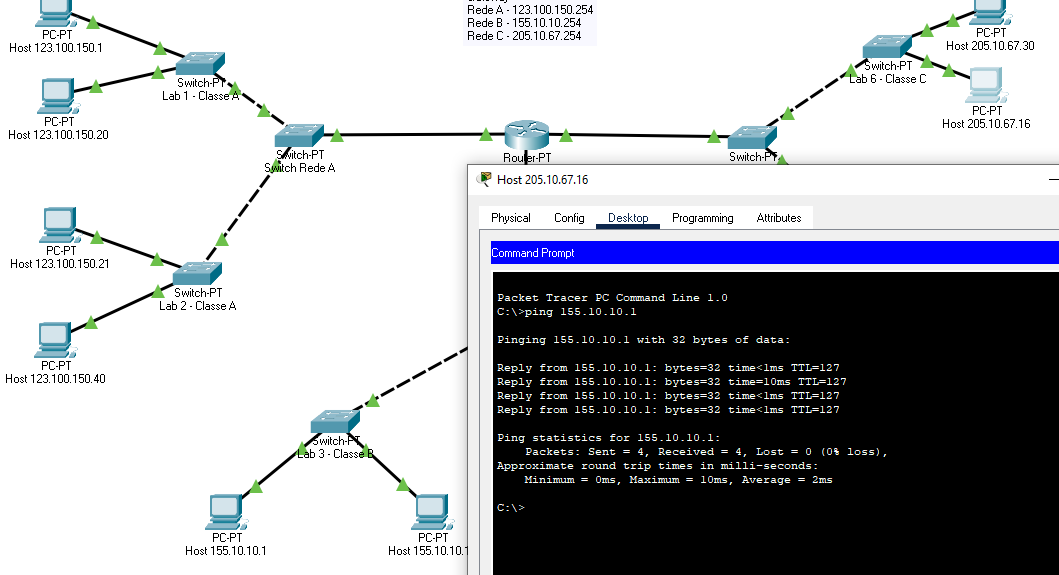 Rede A - 123.100.150.254
Rede B - 155.10.10.254
Rede C - 205.10.67.254
PC-PT
Host 123.100.150.1
PC-PT
Host 123.100.150.20
Switch-PT
Lab 1 - Classe A
Switch-PT
Switch Rede A
Router-PT
Switch-PT
Switch-PT
Lab 6 - Classe C
PC-PT
Host 205.10.67.30
PC-PT
Host 205.10.67.16
PC-PT
Host 123.100.150.21
Switch-PT
Lab 2 - Classe A
PC-PT
Host 123.100.150.40
Switch-PT
Lab 3 - Classe B
PC-PT
Host 155.10.10.1
PC-PT
Host 155.10.10.1
Host 205.10.67.16
Physical Config Desktop Programming Attributes
Command Prompt
Packet Tracer PC Command Line 1.0
C:\>ping 155.10.10.1
Pinging 155.10.10.1 with 32 bytes of data:
Reply from 155.10.10.1: bytes=32 time<1ms TTL=127
Reply from 155.10.10.1: bytes=32 time=10ms TTL=127
Reply from 155.10.10.1: bytes=32 time<1ms TTL=127
Reply from 155.10.10.1: bytes=32 time<1ms TTL=127
Ping statistics for 155.10.10.1:
Packets: Sent = 4, Received = 4, Lost = 0 (0% loss),
Approximate round trip times in milli-seconds:
Minimum = 0ms, Maximum = 10ms, Average = 2ms
C:\>